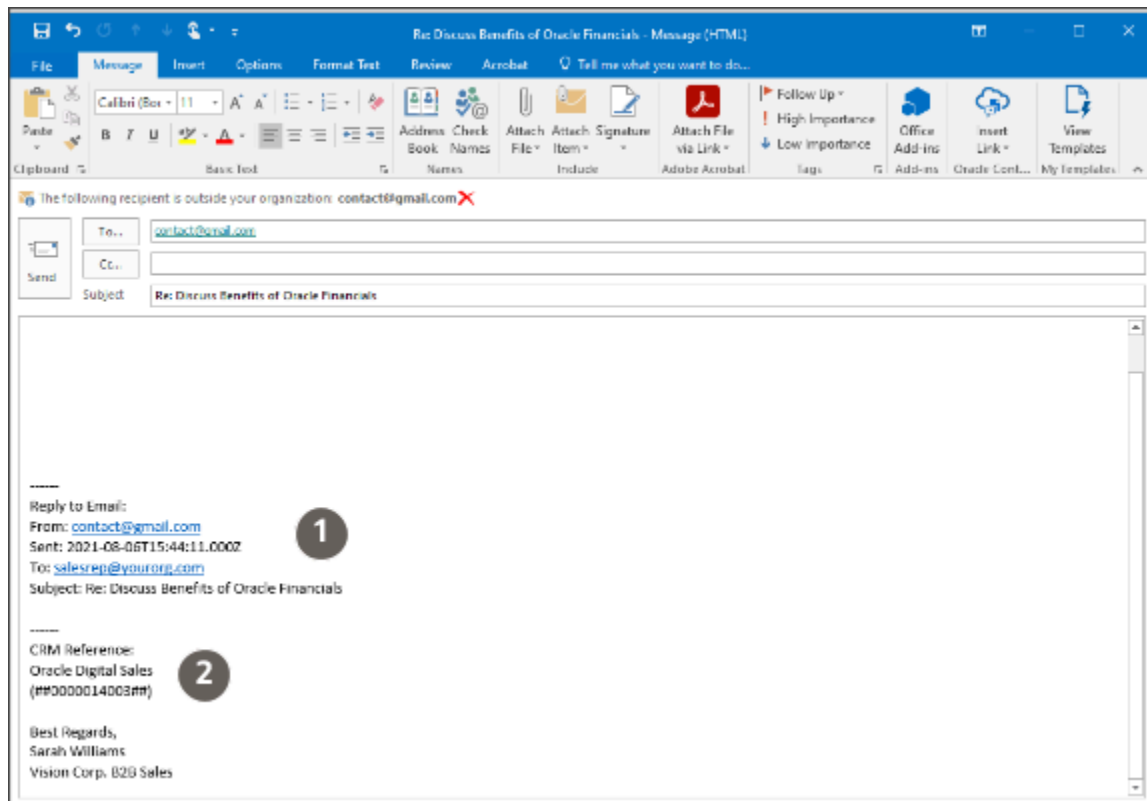 Re: Discuss Benefits of Oracle Financials - Message (HTML)
File Message Insert Options Format Text Review Acrobat Tell me what you want to do...
Paste
Calibri (Bo 11
B I U
Address Book
Check Names
Attach File
Attach Item
Signature
Attach File via Link
Follow Up
High Importance
Low Importance
Office Add-ins
Insert Link
View Templates
Clipboard Basic Text Names Include Adobe Acrobat Tags Add-ins Oracle Cont... My Templates
The following recipient is outside your organization: contact@gmail.com
Send
To... contact@gmail.com
Cc...
Subject Re: Discuss Benefits of Oracle Financials
------
Reply to Email:
From: contact@gmail.com
Sent: 2021-08-06T15:44:11.000Z
To: salesrep@yourorg.com
Subject: Re: Discuss Benefits of Oracle Financials
1
------
CRM Reference:
Oracle Digital Sales
(##0000014003##)
2
Best Regards,
Sarah Williams
Vision Corp. B2B Sales